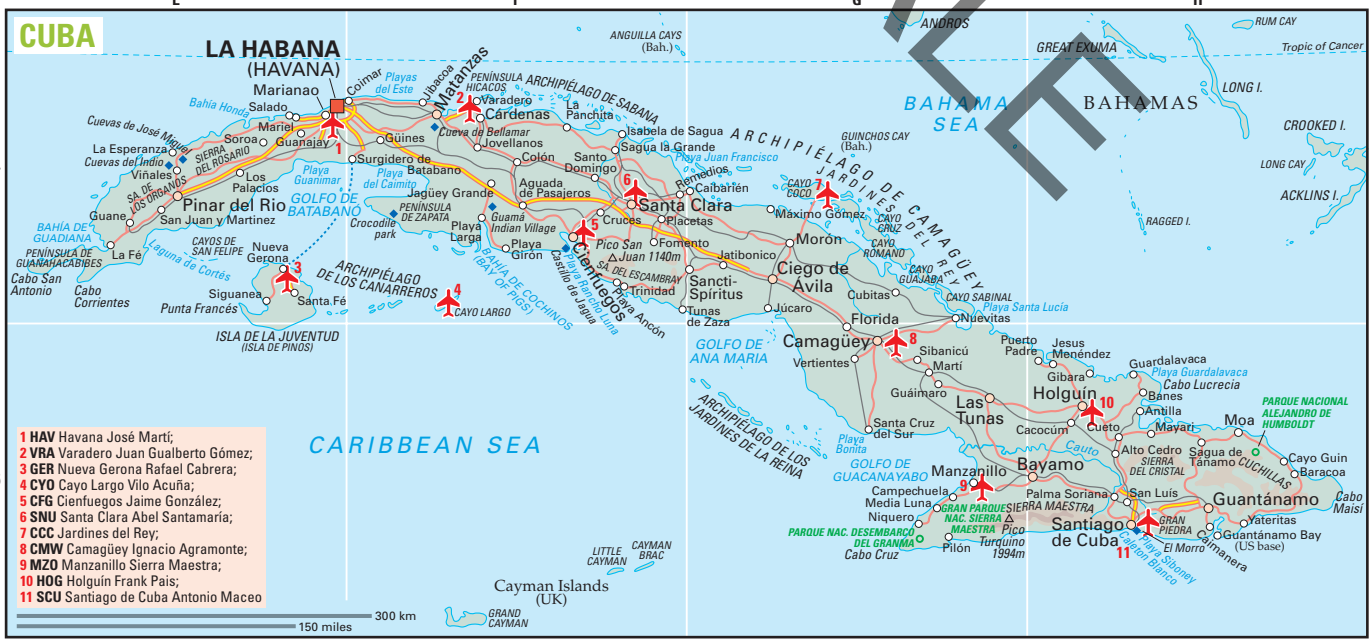 CUBA
LA HABANA
(HAVANA)
Marianao
Cojmar
Bahía Honda
Salado
Mariel
Guanajay
1
Playas
del Este
Jibacoa
Matanzas
PENÍNSULA
HICACOS
2
Varadero
Cárdenas
Cueva de Bellamar
Jovellanos
ARCHIPIÉLAGO DE SABANA
ANGUILLA CAYS
(Bah.)
ANDROS
GREAT EXUMA
RUM CAY
Tropic of Cancer
LONG I.
BAHAMA
SEA
BAHAMAS
CROOKED I.
LONG CAY
ACKLINS I.
RAGGED I.
Cuevas de José Miguel
La Esperanza
Cuevas del Indio
Viñales
Soroa
SIERRA
DEL ROSARIO
SA. DE
LOS ORGANOS
Los
Palacios
Pinar del Rio
San Juan y Martinez
Guane
BAHÍA DE
GUADIANA
PENÍNSULA DE
GUANAHACABIBES
La Fé
Cabo San
Antonio
Cabo
Corrientes
Laguna de Cortés
CAYOS DE
SAN FELIPE
Güines
Surgidero de
Batabano
Playa
Guanimar
Playa
del Caimito
GOLFO DE
BATABANÓ
Nueva
Gerona
3
Siguanea
Santa.Fé
Punta Francés
ISLA DE LA JUVENTUD
(ISLA DE PINOS)
ARCHIPIÉLAGO
DE LOS CANARREOS
4
CAYO LARGO
Colón
Jagüey Grande
Aguada
de Pasajeros
PENÍNSULA
DE ZAPATA
Crocodile
park
Playa
Larga
Guamá
Indian Village
Playa
Girón
BAHÍA DE COCHINOS
(BAY OF PIGS)
La
Panchita
Isabela de Sagua
Sagua la Grande
Santo
Domingo
6
Santa Clara
Remedios
Caibarién
Playa Juan Francisco
Placetas
Cruces
5
Cienfuegos
Playa Rancho Luna
Castillo de Jagua
Pico San
Juan 1140m
Fomento
SA. DEL ESCAMBRAY
Trinidad
Playa Ancón
Sancti-
Spíritus
Tunas
de Zaza
Jatibonico
ARCHIPIÉLAGO DE CAMAGÜEY
JARDINES DEL REY
GUINCHOS CAY
(Bah.)
CAYO
COCO
7
Máximo Gómez
CAYO
CRUZ
Morón
CAYO
ROMANO
Ciego de
Ávila
Júcaro
CAYO
GUAJABA
Cubitas
CAYO SABINAL
Playa Santa Lucía
Nuevitas
Florida
Camagüey
8
Vertientes
GOLFO DE
ANA MARIA
ARCHIPIÉLAGO DE LOS
JARDINES DE LA REINA
Sibanicú
Martí
Guáimaro
Santa Cruz
del Sur
Playa
Bonita
GOLFO DE
GUACANAYABO
Las
Tunas
Puerto
Padre
Jesus
Menéndez
Gibara
Holguín
10
Guardalavaca
Playa Guardalavaca
Cabo Lucrecia
Banes
Antilla
Cacocúm
Cueto
Mayari
Cauto
Alto Cedro
SIERRA
DEL CRISTAL
Sagua de
Tánamo
Moa
PARQUE NACIONAL
ALEJANDRO DE
HUMBOLDT
CUCHILLAS
Cayo Guin
Baracoa
Cabo
Maisí
Bayamo
Manzanillo
9
Campechuela
Media Luna
Niquero
GRAN PARQUE
NAC. SIERRA
MAESTRA
SIERRA MAESTRA
Pico
Turquino
1994m
PARQUE NAC. DESEMBARCO
DEL GRANMA
Cabo Cruz
Pilón
Palma Soriana
San Luís
Santiago
de Cuba
11
GRAN
PIEDRA
El Morro
Playa Siboney
Caleton Blanco
Guantánamo
Yateritas
Caimanera
Guantánamo Bay
(US base)
CARIBBEAN SEA
LITTLE
CAYMAN
CAYMAN
BRAC
Cayman Islands
(UK)
GRAND
CAYMAN
1 HAV Havana José Martí;
2 VRA Varadero Juan Gualberto Gómez;
3 GER Nueva Gerona Rafael Cabrera;
4 CYO Cayo Largo Vilo Acuña;
5 CFG Cienfuegos Jaime González;
6 SNU Santa Clara Abel Santamaría;
7 CCC Jardines del Rey;
8 CMW Camagüey Ignacio Agramonte;
9 MZO Manzanillo Sierra Maestra;
10 HOG Holguín Frank Pais;
11 SCU Santiago de Cuba Antonio Maceo
300 km
150 miles